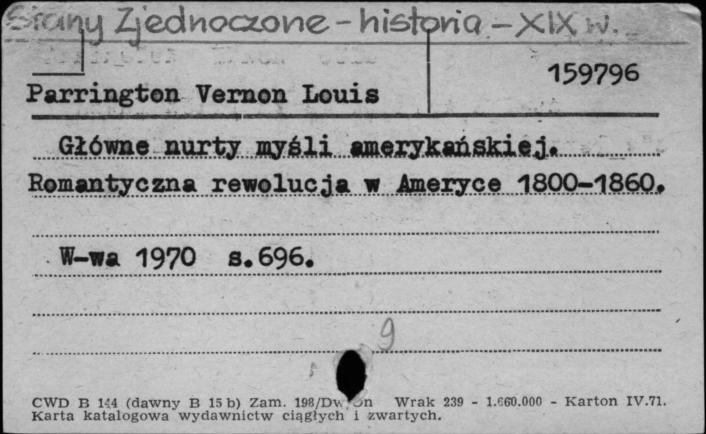 Stany Zjednoczone - historia - XIX w.
159796
Parrington Vernon Louis
Główne nurty myśli amerykańskiej.
Romantyczna rewolucja w Ameryce 1800-1860.
W-wa 1970 s.696.
9
CWD B 144 (dawny B 15 b) Zam. 198/Dw Wrak 239 - 1.660.000 - Karton IV.71.
Karta katalogowa wydawnictw ciągłych i zwartych.